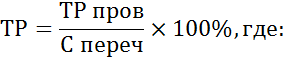 ТР = ТР пров / С переч × 100%, где: